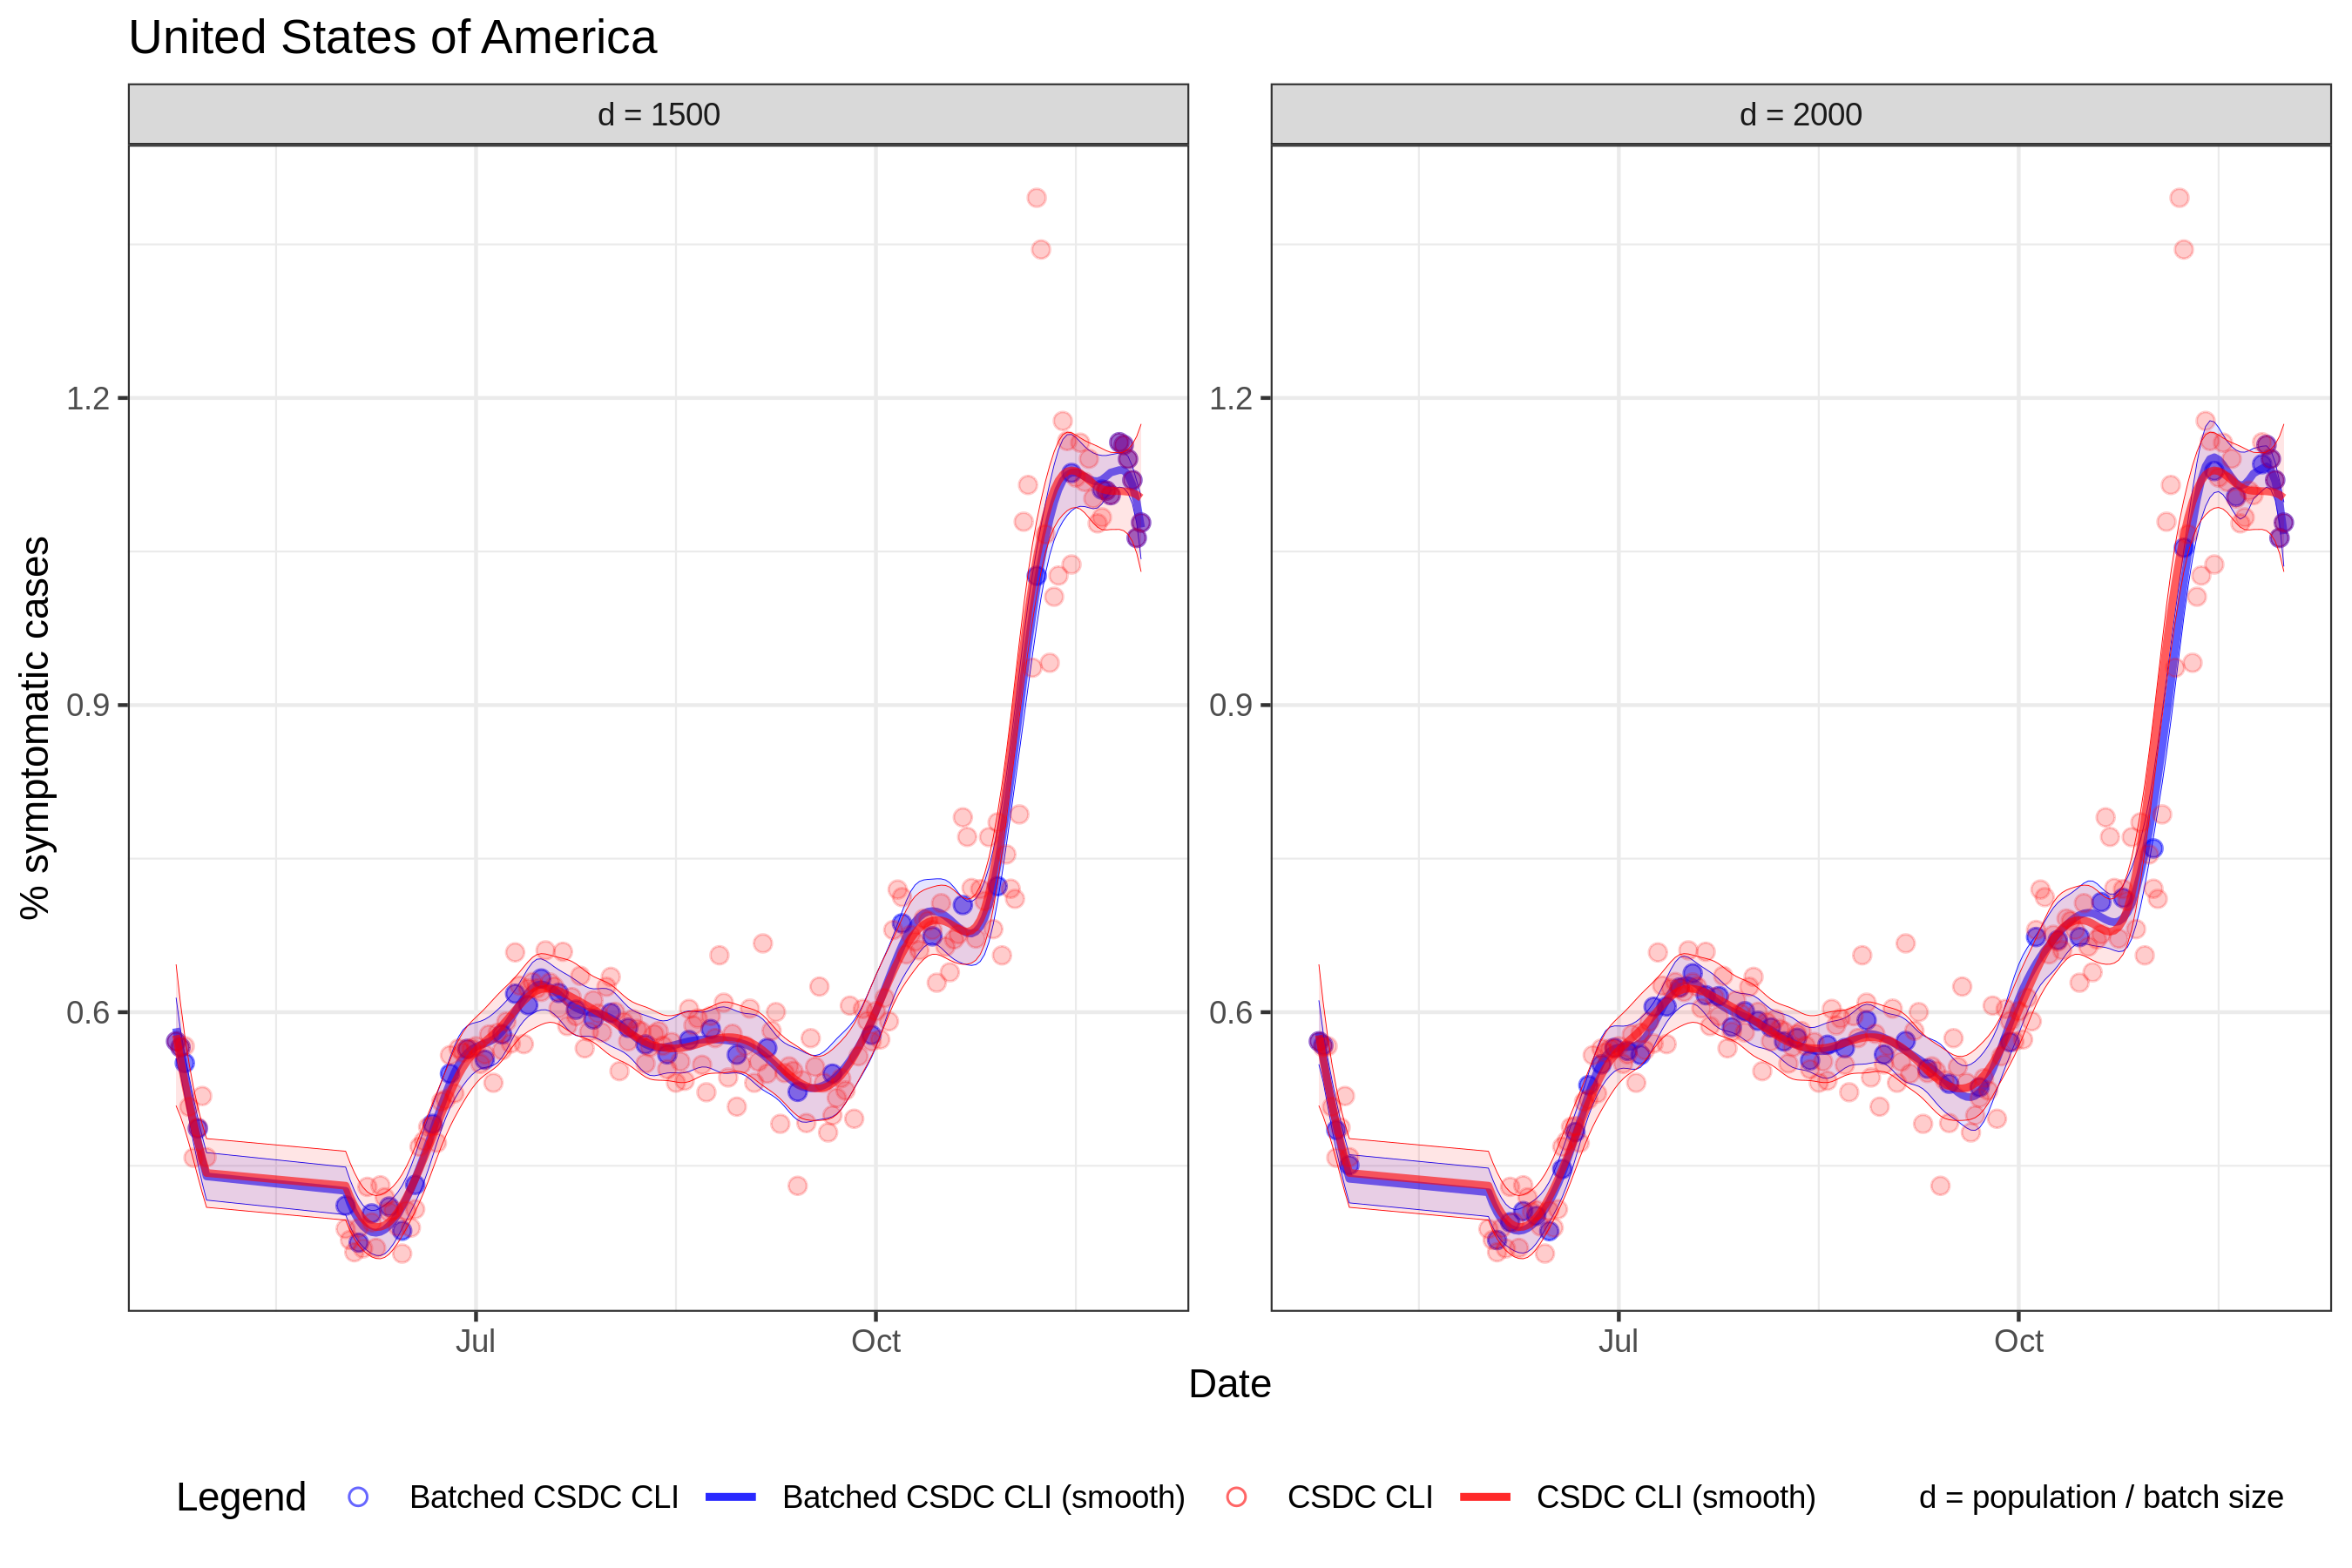 United States of America
d = 1500
d = 2000
% symptomatic cases
1.2
0.9
0.6
1.2
0.9
0.6
Jul
Oct
Jul
Oct
Date
Legend
Batched CSDC CLI
Batched CSDC CLI (smooth)
CSDC CLI
CSDC CLI (smooth)
d = population / batch size